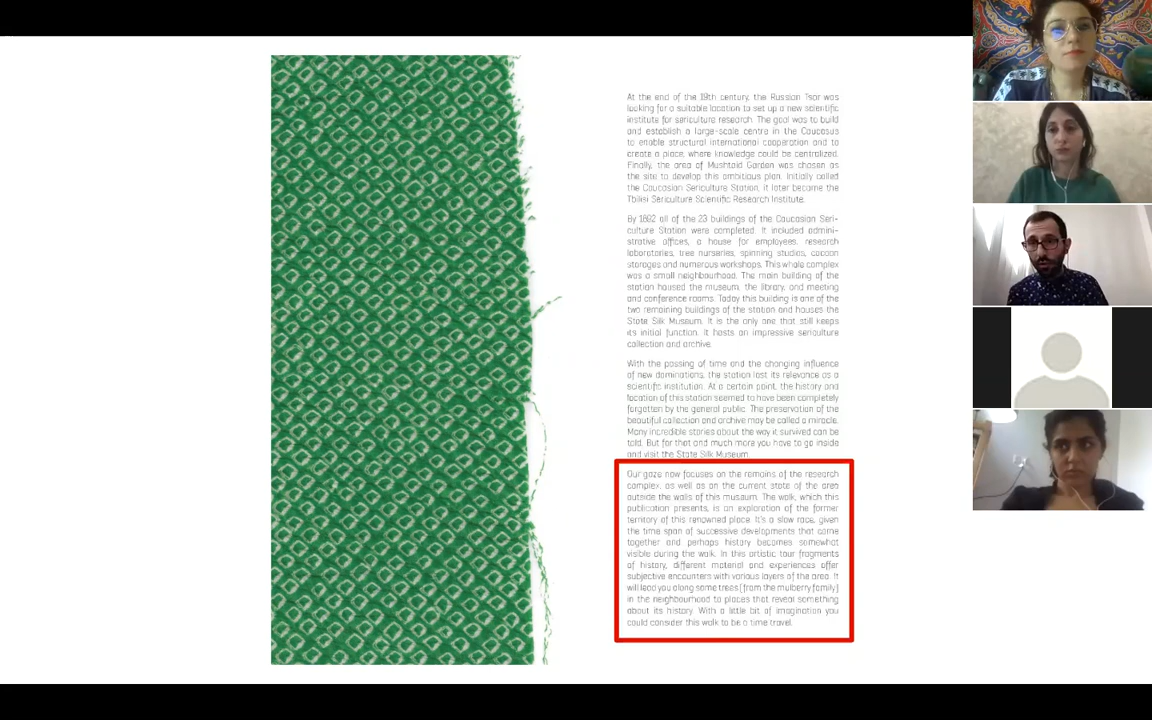 At the end of the 19th century, the Russian Tsar was
looking for a suitable location to set up a new scientific
institute for sericulture research. The goal was to build
and establish a large-scale centre in the Caucasus
to enable structural international cooperation and to
create a place, where knowledge could be centralized.
Finally, the area of Mushtaid Garden was chosen as
the site to develop this ambitious plan. Initially called
the Caucasian Sericulture Station, it later became the
Tbilisi Sericulture Scientific Research Institute.
By 1892 all of the 23 buildings of the Caucasian Seri-
culture Station were completed. It included admini-
strative offices, a house for employees, research
laboratories, tree nurseries, spinning studies, cocoon
storages and numerous workshops. This whole complex
was a small neighbourhood. The main building of the
station housed the museum, the library, and meeting
and conference rooms. Today this building is one of the
two remaining buildings of the station and houses the
State Silk Museum. It is the only one that still keeps
its initial function. It hosts an impressive sericulture
collection and archive.
With the passing of time and the changing influence
of new dominations, the station lost its relevance as a
scientific institution. At a certain point, the history and
location of this station seemed to have been completely
forgotten by the general public. The preservation of the
beautiful collection and archive may be called a miracle.
Many incredible stories about the way it survived can be
told. But for that and much more you have to go inside
and visit the State Silk Museum.
Our gaze now focuses on the remains of the research
complex, as well as on the current state of the area
outside the walls of this museum. The walk, which this
publication presents, is an exploration of the former
territory of this renowned place. It's a slow race, given
the time span of successive developments that come
together and perhaps history becomes somewhat
visible during the walk. In this artistic tour fragments
of history, different material and experiences offer
subjective encounters with various layers of the area. It
will lead you along some trees (from the mulberry family)
in the neighbourhood to places that reveal something
about its history. With a little bit of imagination you
could consider this walk to be a time travel.